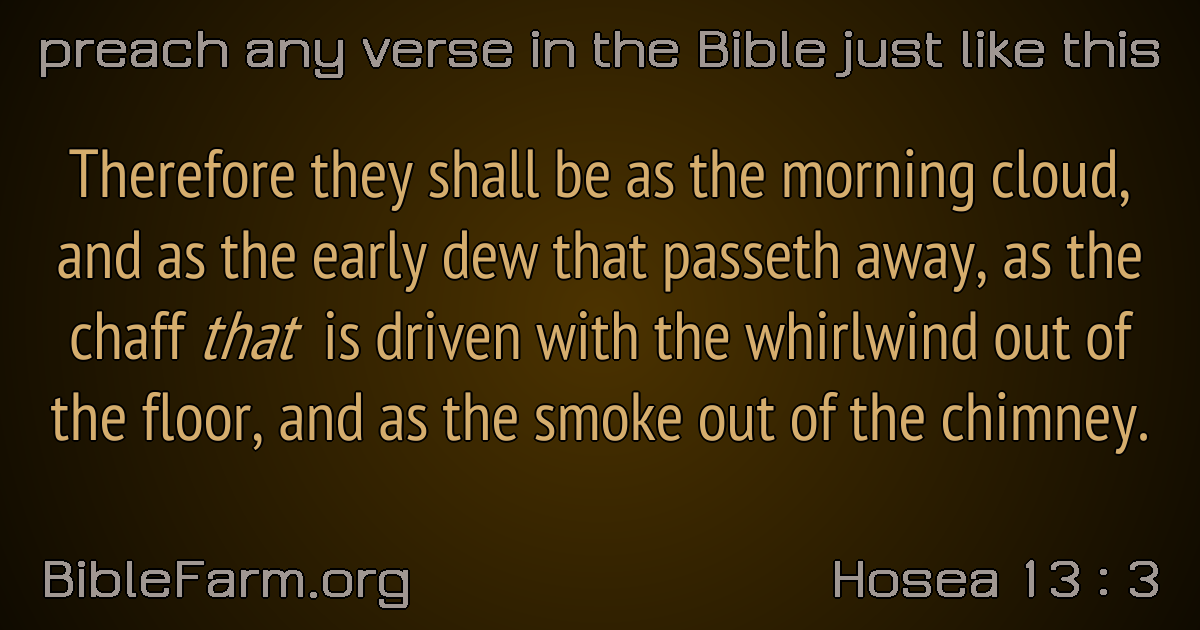 preach any verse in the Bible just like this
Therefore they shall be as the morning cloud,
and as the early dew that passeth away, as the
chaff that is driven with the whirlwind out of
the floor, and as the smoke out of the chimney.
BibleFarm.org
Hosea 13 : 3